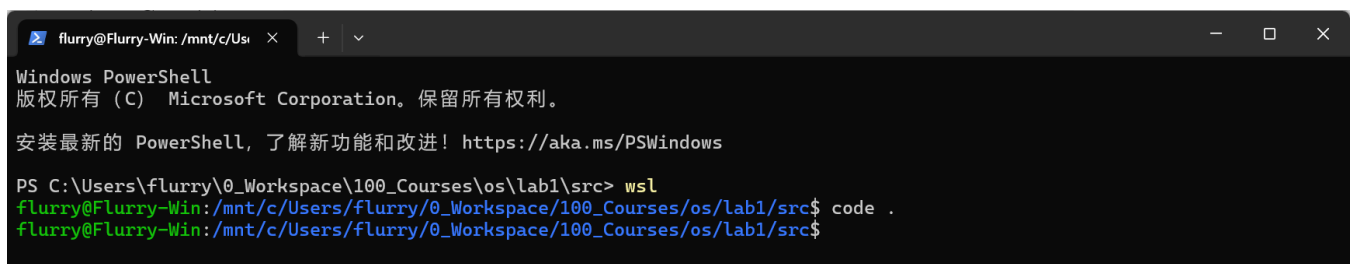 flurry@Flurry-Win: /mnt/c/Us
Windows PowerShell
版权所有（C） Microsoft Corporation。保留所有权利。
安装最新的 PowerShell，了解新功能和改进！https://aka.ms/PSWindows
PS C:\Users\flurry\0_Workspace\100_Courses\os\lab1\src> wsl
flurry@Flurry-Win:/mnt/c/Users/flurry/0_Workspace/100_Courses/os/lab1/src$ code .
flurry@Flurry-Win:/mnt/c/Users/flurry/0_Workspace/100_Courses/os/lab1/src$